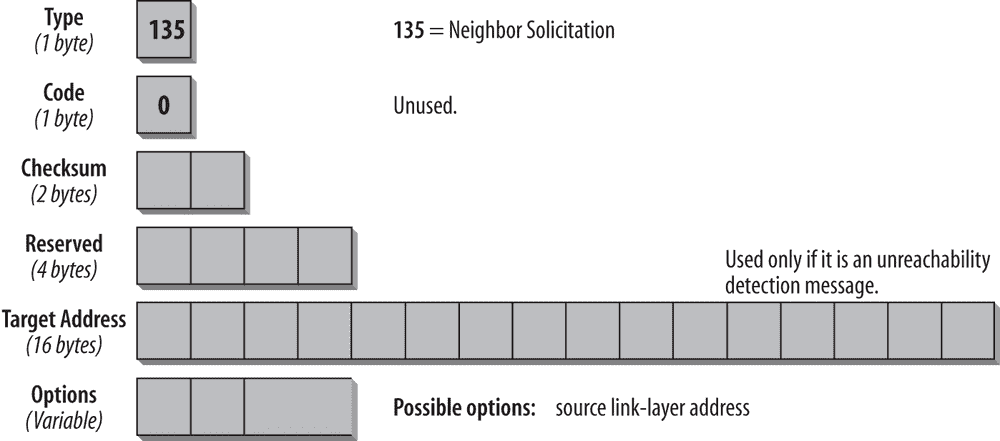 Type
(1 byte)
135
135 = Neighbor Solicitation
Code
(1 byte)
0
Unused.
Checksum
(2 bytes)
Reserved
(4 bytes)
Used only if it is an unreachability
detection message.
Target Address
(16 bytes)
Options
(Variable)
Possible options: source link-layer address